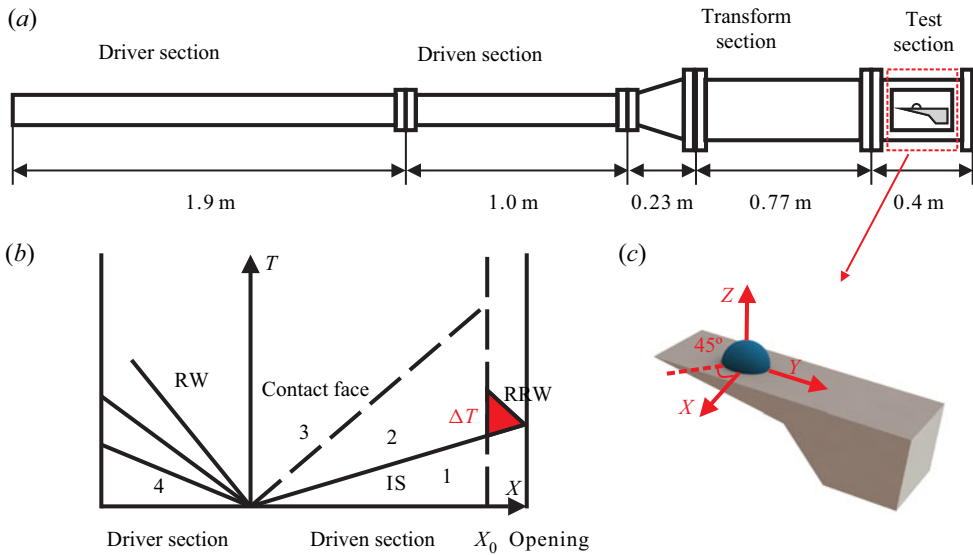 (a)
Driver section
Driven section
Transform
section
Test
section
1.9 m
1.0 m
0.23 m
0.77 m
0.4 m
(b)
T
RW
Contact face
3
2
ΔT
RRW
4
IS
1
X
Driver section
Driven section
X₀ Opening
(c)
Z
45°
Y
X